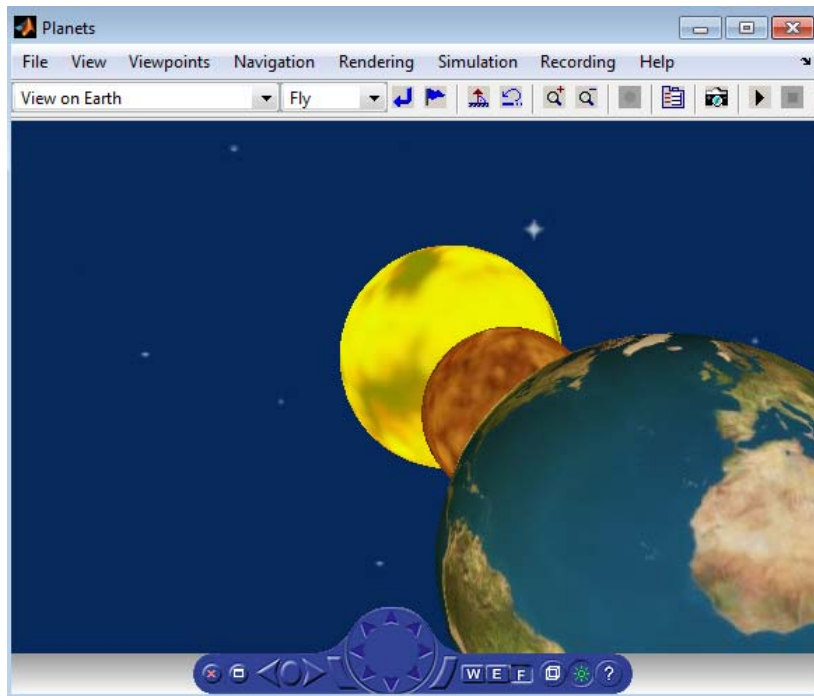 Planets
File View Viewpoints Navigation Rendering Simulation Recording Help
View on Earth Fly
W E F ?